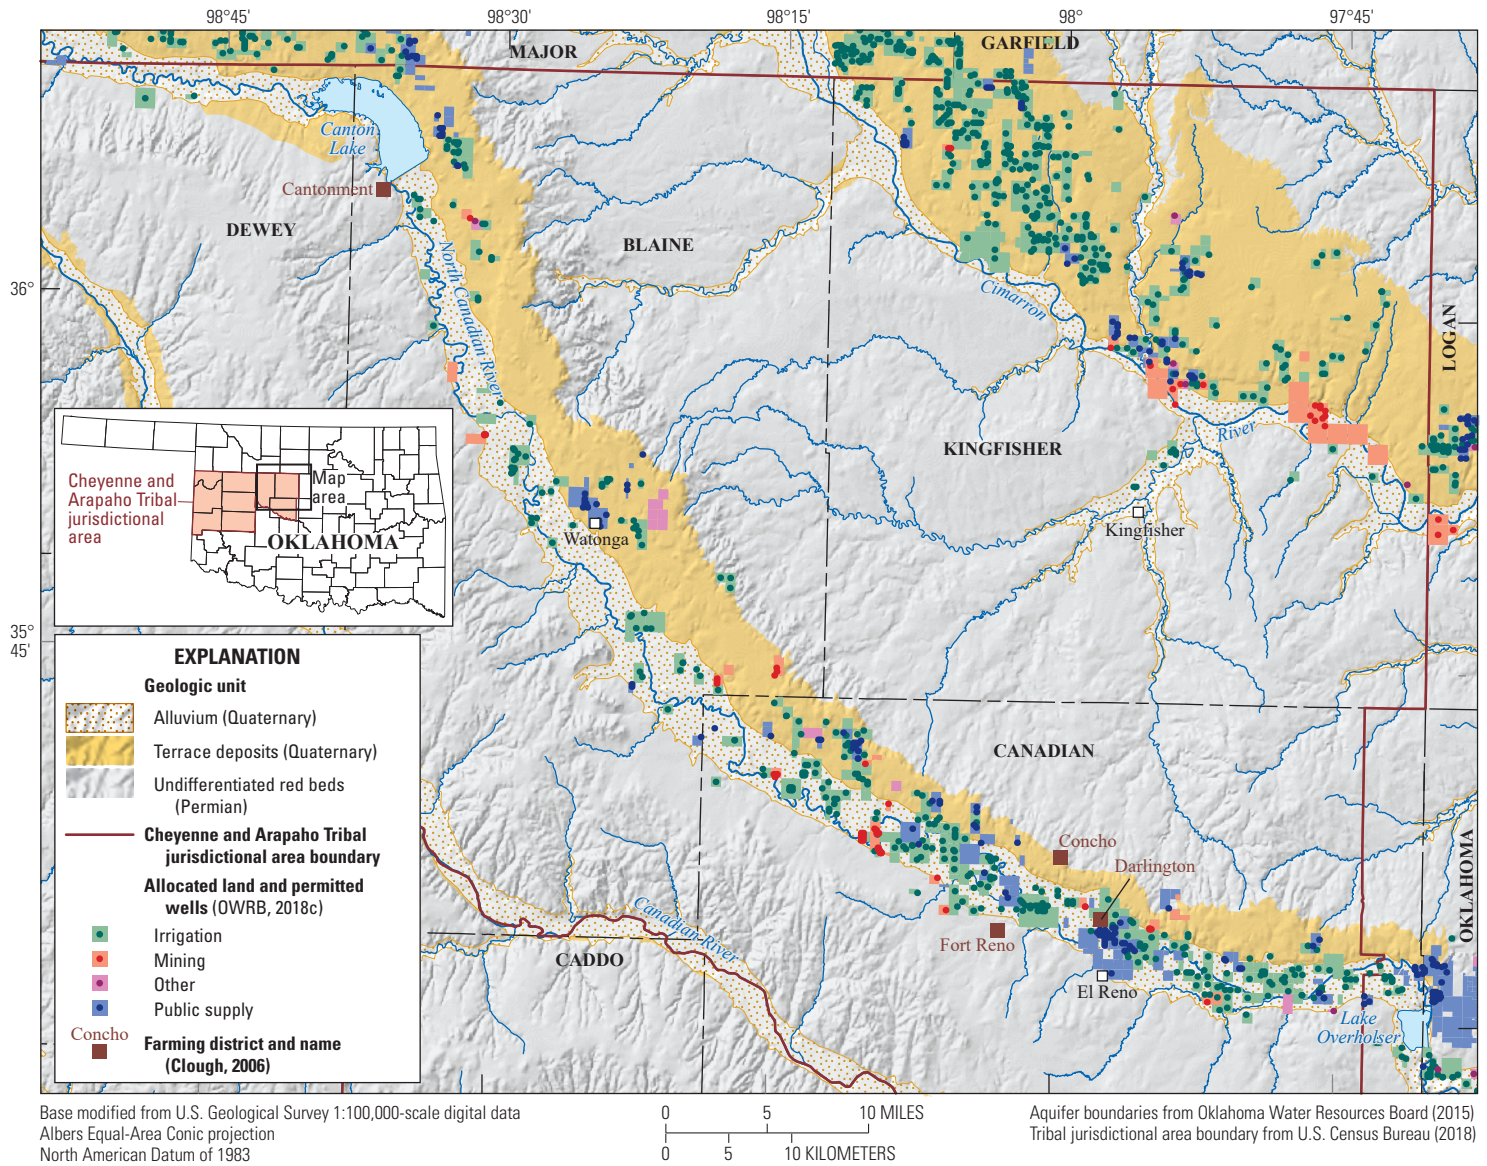 98°45'
98°30'
98°15'
98°
97°45'
MAJOR
GARFIELD
Canton
Lake
Cantonment
DEWEY
BLAINE
North Canadian River
36°
Cimarron
LOGAN
KINGFISHER
River
Cheyenne and
Arapaho Tribal
jurisdictional
area
Map
area
OKLAHOMA
Watonga
Kingfisher
35°
45'
EXPLANATION
Geologic unit
Alluvium (Quaternary)
Terrace deposits (Quaternary)
Undifferentiated red beds
(Permian)
Cheyenne and Arapaho Tribal
jurisdictional area boundary
Allocated land and permitted
wells (OWRB, 2018c)
Irrigation
Mining
Other
Public supply
Concho
Farming district and name
(Clough, 2006)
CANADIAN
Concho
Darlington
OKLAHOMA
Fort Reno
Canadian River
CADDO
El Reno
Lake
Overholser
Base modified from U.S. Geological Survey 1:100,000-scale digital data
Albers Equal-Area Conic projection
North American Datum of 1983
0 5 10 MILES
0 5 10 KILOMETERS
Aquifer boundaries from Oklahoma Water Resources Board (2015)
Tribal jurisdictional area boundary from U.S. Census Bureau (2018)